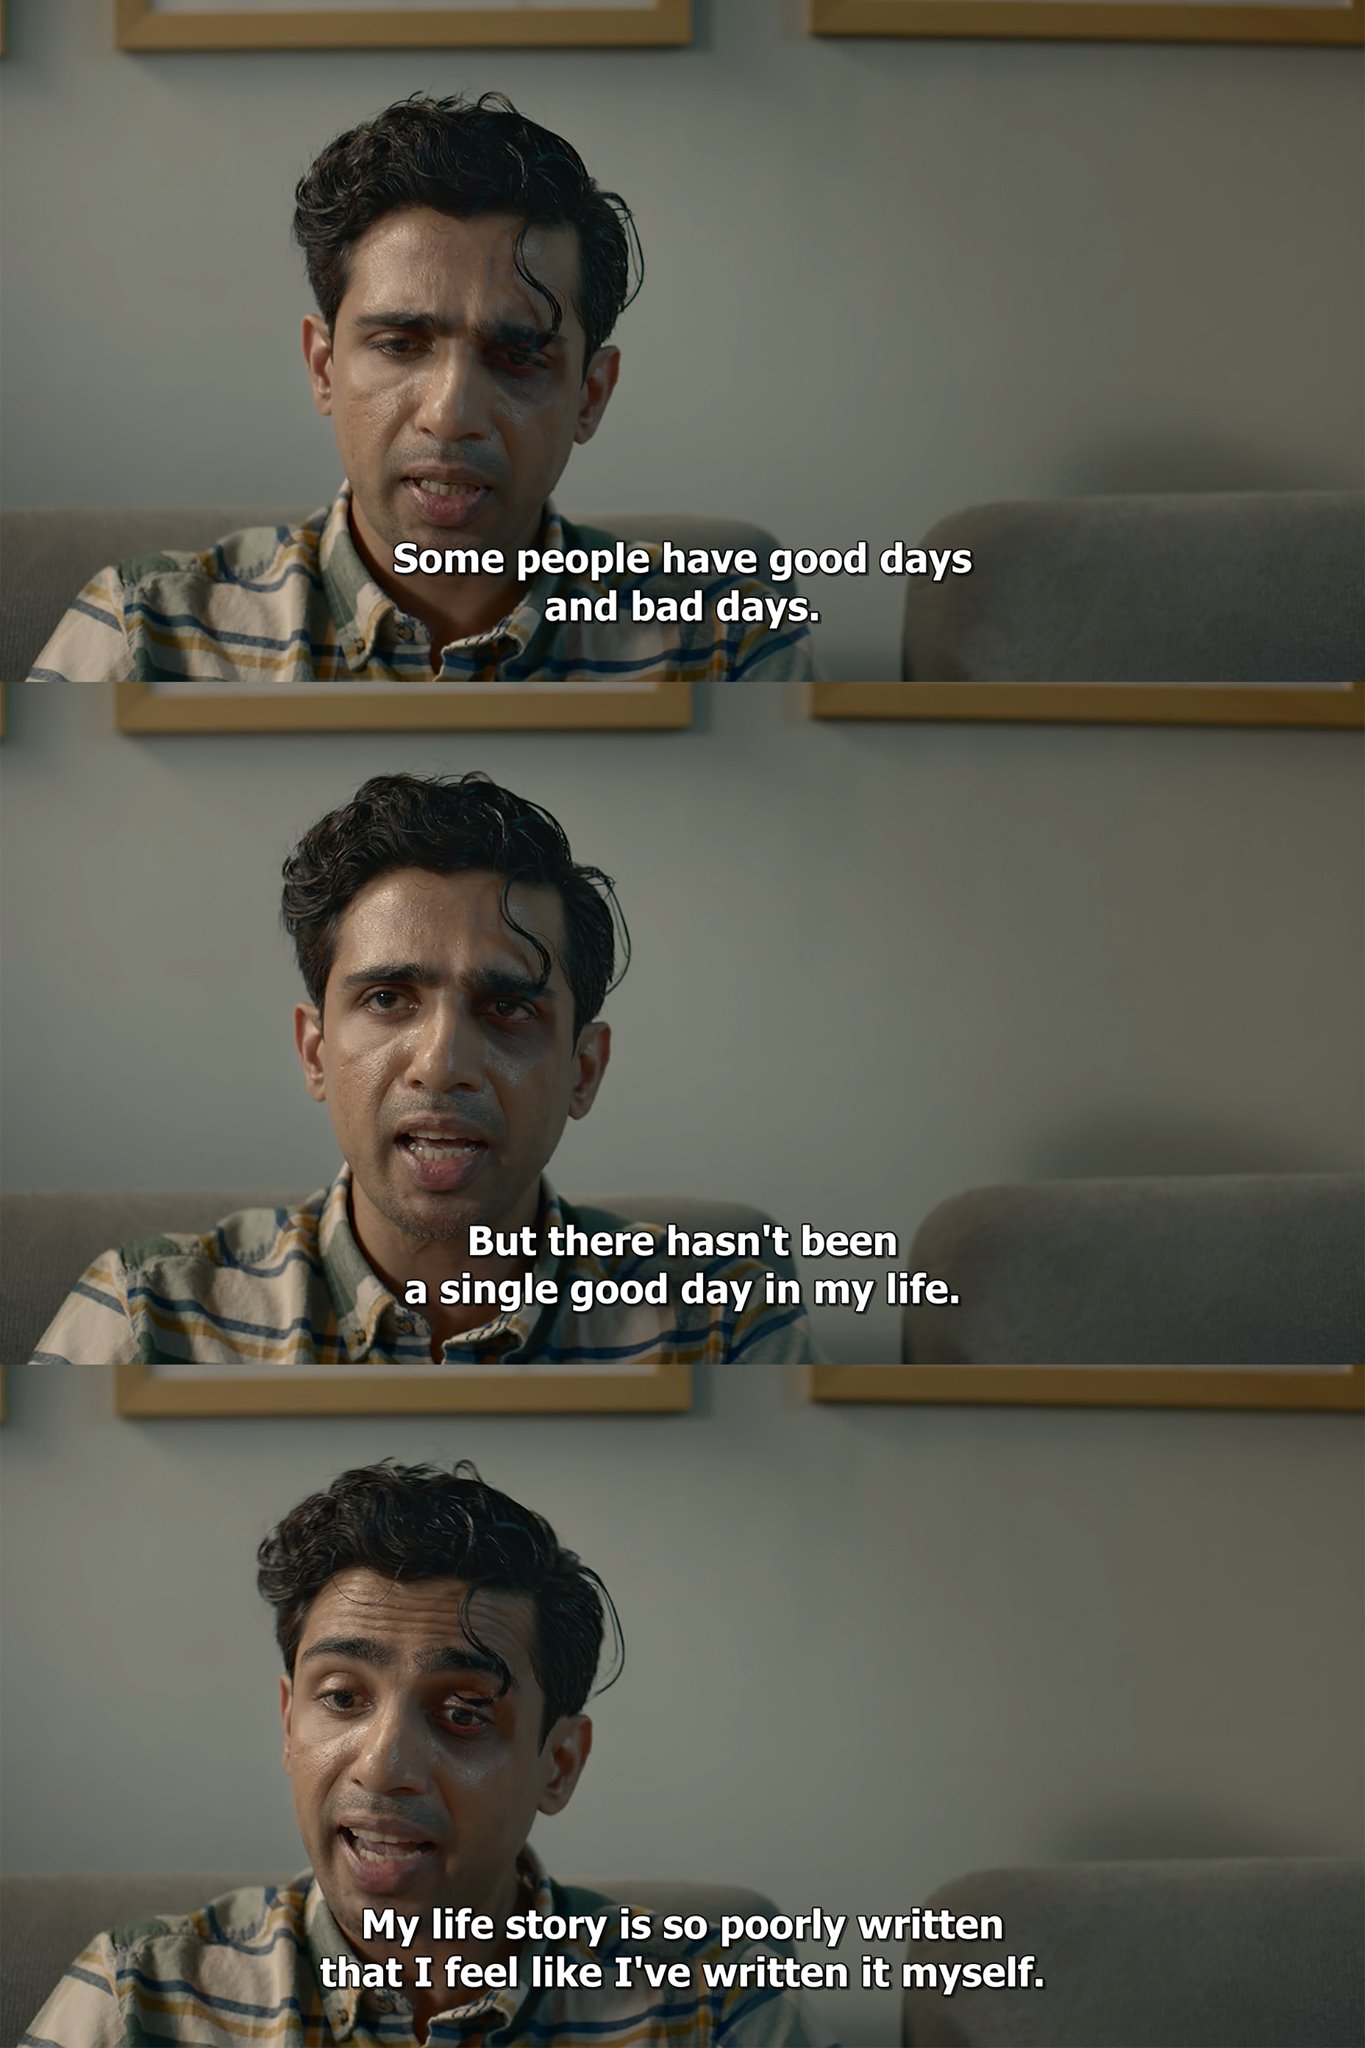 Some people have good days
and bad days.
But there hasn't been
a single good day in my life.
My life story is so poorly written
that I feel like I've written it myself.